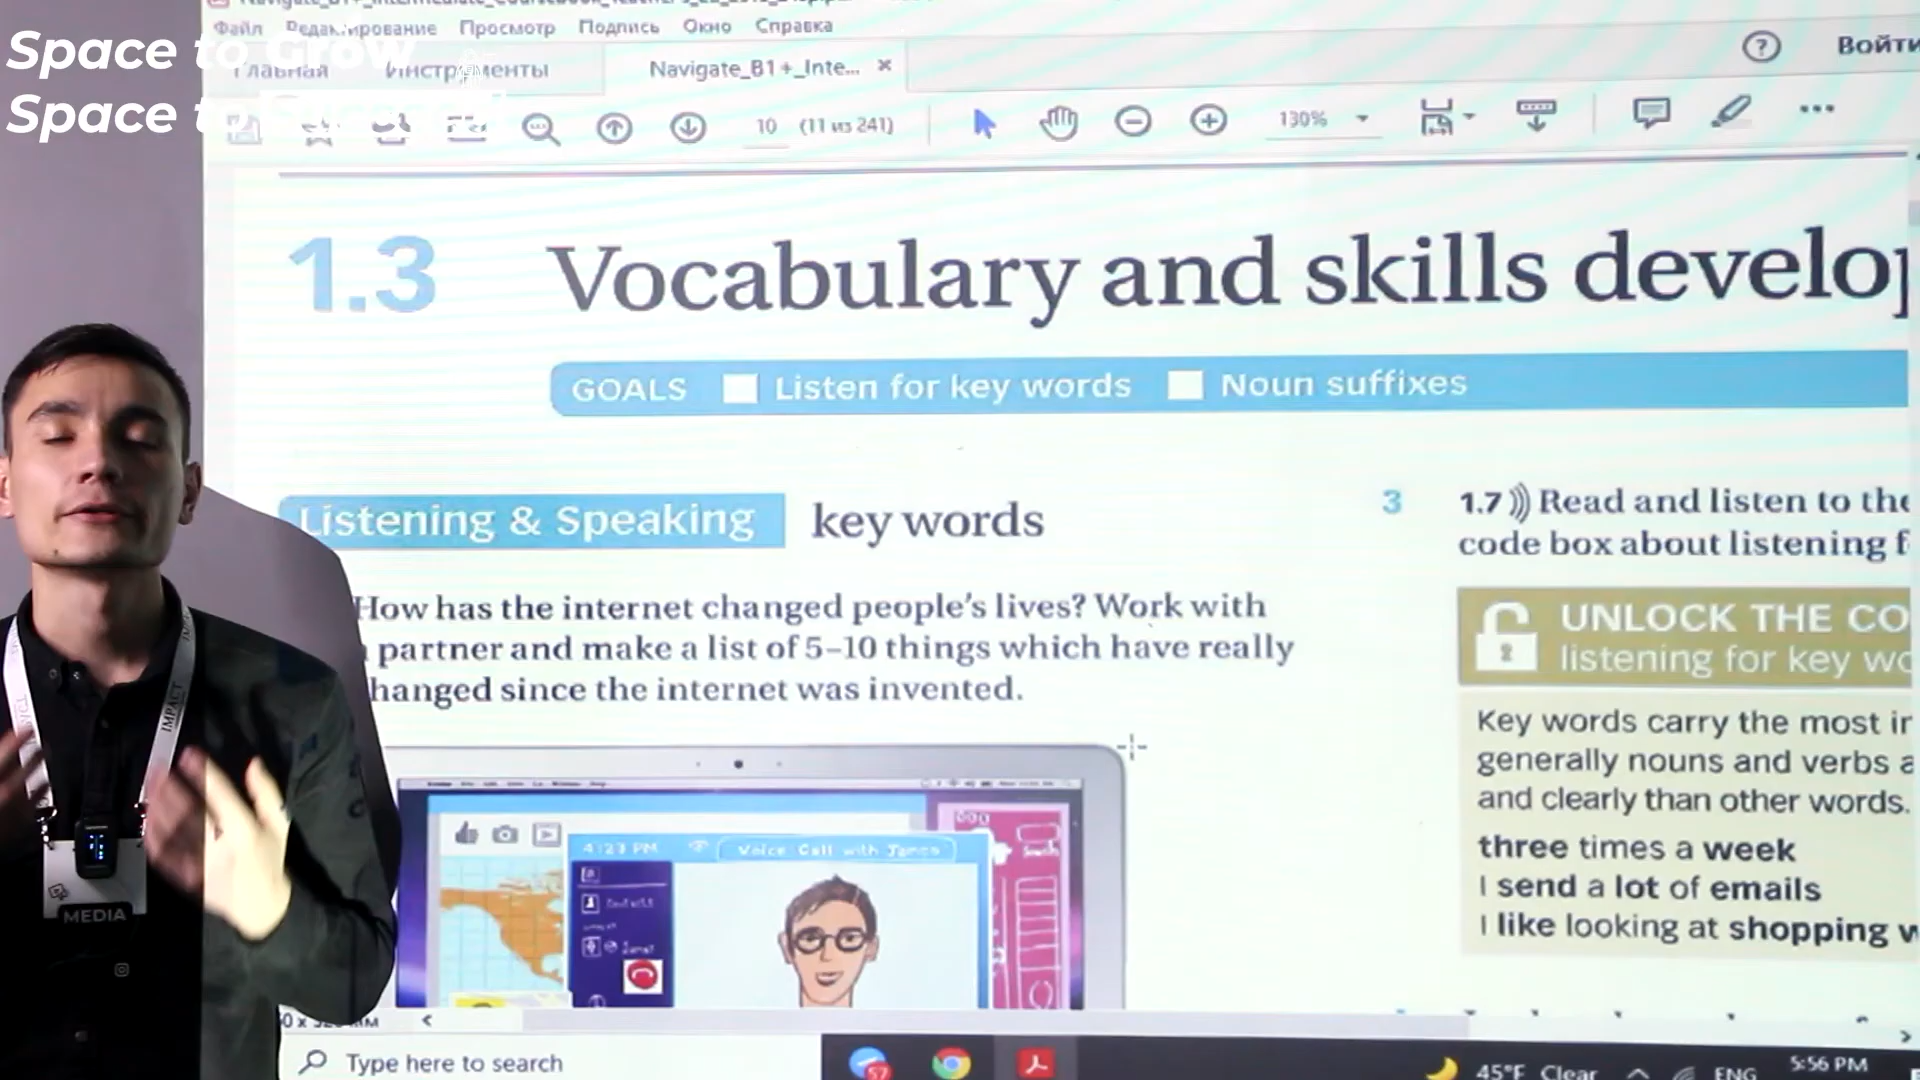 Space to Grow
Space to
Файл Редактирование Просмотр Подпись Окно Справка
Главная Инструменты Navigate_B1+_Inte... × ? Войти
10 (11 из 241) 130%
1.3 Vocabulary and skills develop
GOALS Listen for key words Noun suffixes
Listening & Speaking key words
How has the internet changed people's lives? Work with
partner and make a list of 5–10 things which have really
hanged since the internet was invented.
3 1.7 Read and listen to the
code box about listening f
UNLOCK THE CO
listening for key wo
Key words carry the most im
generally nouns and verbs a
and clearly than other words.
three times a week
I send a lot of emails
I like looking at shopping w
4:23 PM Voice Call with James
IMPACT
MEDIA
Type here to search
57
45°F Clear ENG 5:56 PM